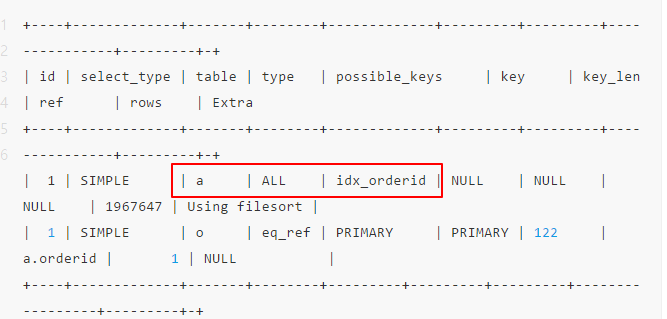 1 +----+-------------+-------+--------+---------------+---------+----
2 -----------+---------+-+
3 | id | select_type | table | type | possible_keys | key | key_len
4 | ref | rows | Extra
5 +----+-------------+-------+--------+---------------+---------+----
6 -----------+---------+-+
| 1 | SIMPLE | a | ALL | idx_orderid | NULL | NULL |
NULL | 1967647 | Using filesort |
| 1 | SIMPLE | o | eq_ref | PRIMARY | PRIMARY | 122 |
a.orderid | 1 | NULL |
+----+-------------+-------+--------+---------+---------+--------
---------+---------+-+